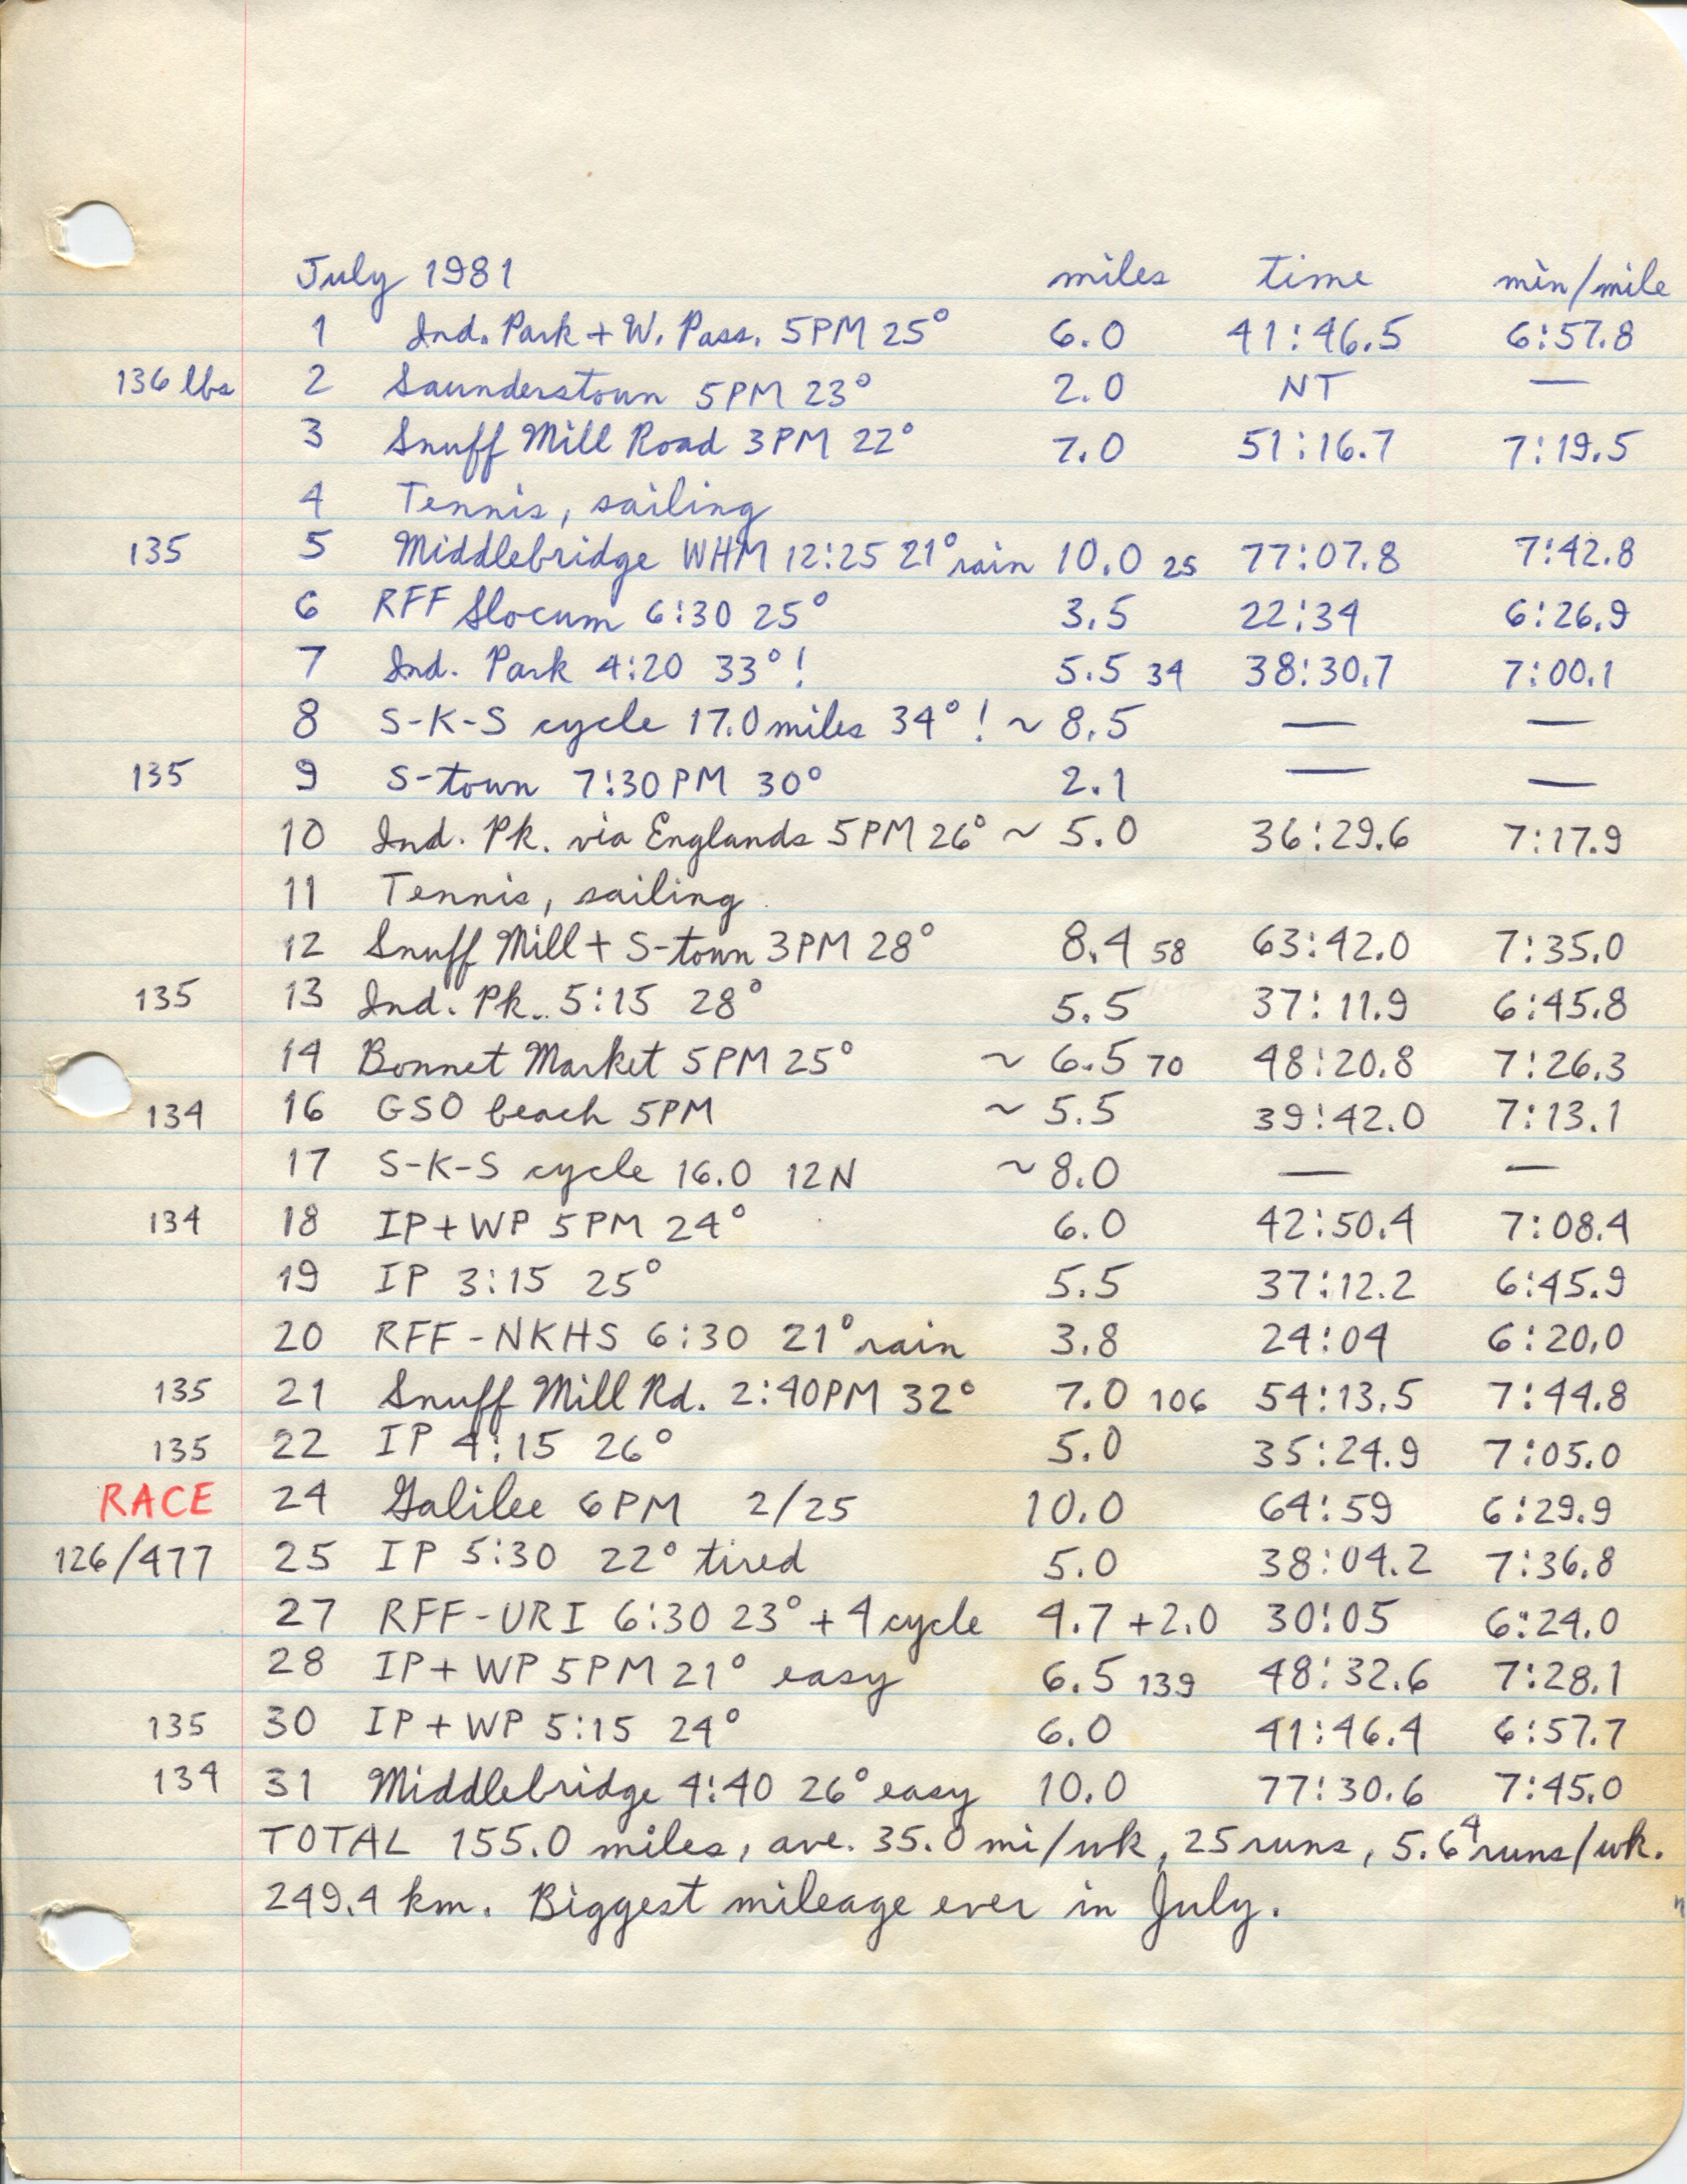 July 1981 miles time min/mile
1 Ind. Park + W. Pass. 5PM 25° 6.0 41:46.5 6:57.8
136 lbs 2 Saunderstown 5PM 23° 2.0 NT —
3 Snuff Mill Road 3PM 22° 7.0 51:16.7 7:19.5
4 Tennis, sailing
135 5 Middlebridge WHM 12:25 21° rain 10.0 25 77:07.8 7:42.8
6 RFF Slocum 6:30 25° 3.5 22:34 6:26.9
7 Ind. Park 4:20 33°! 5.5 34 38:30.7 7:00.1
8 S-K-S cycle 17.0 miles 34°! ~ 8.5 — —
135 9 S-town 7:30PM 30° 2.1 — —
10 Ind. Pk. via Englands 5PM 26° ~ 5.0 36:29.6 7:17.9
11 Tennis, sailing
12 Snuff Mill + S-town 3PM 28° 8.4 58 63:42.0 7:35.0
135 13 Ind. Pk.. 5:15 28° 5.5 37:11.9 6:45.8
14 Bonnet Market 5PM 25° ~ 6.5 70 48:20.8 7:26.3
134 16 GSO beach 5PM ~ 5.5 39:42.0 7:13.1
17 S-K-S cycle 16.0 12N ~ 8.0 — —
134 18 IP + WP 5PM 24° 6.0 42:50.4 7:08.4
19 IP 3:15 25° 5.5 37:12.2 6:45.9
20 RFF - NKHS 6:30 21° rain 3.8 24:04 6:20.0
135 21 Snuff Mill Rd. 2:40PM 32° 7.0 106 54:13.5 7:44.8
135 22 IP 4:15 26° 5.0 35:24.9 7:05.0
RACE 24 Galilee 6PM 2/25 10.0 64:59 6:29.9
126/477 25 IP 5:30 22° tired 5.0 38:04.2 7:36.8
27 RFF - URI 6:30 23° + 4 cycle 4.7 + 2.0 30:05 6:24.0
28 IP + WP 5PM 21° easy 6.5 139 48:32.6 7:28.1
135 30 IP + WP 5:15 24° 6.0 41:46.4 6:57.7
134 31 Middlebridge 4:40 26° easy 10.0 77:30.6 7:45.0
TOTAL 155.0 miles, ave. 35.0 mi/wk, 25 runs, 5.6⁴ runs/wk.
249.4 km. Biggest mileage ever in July.